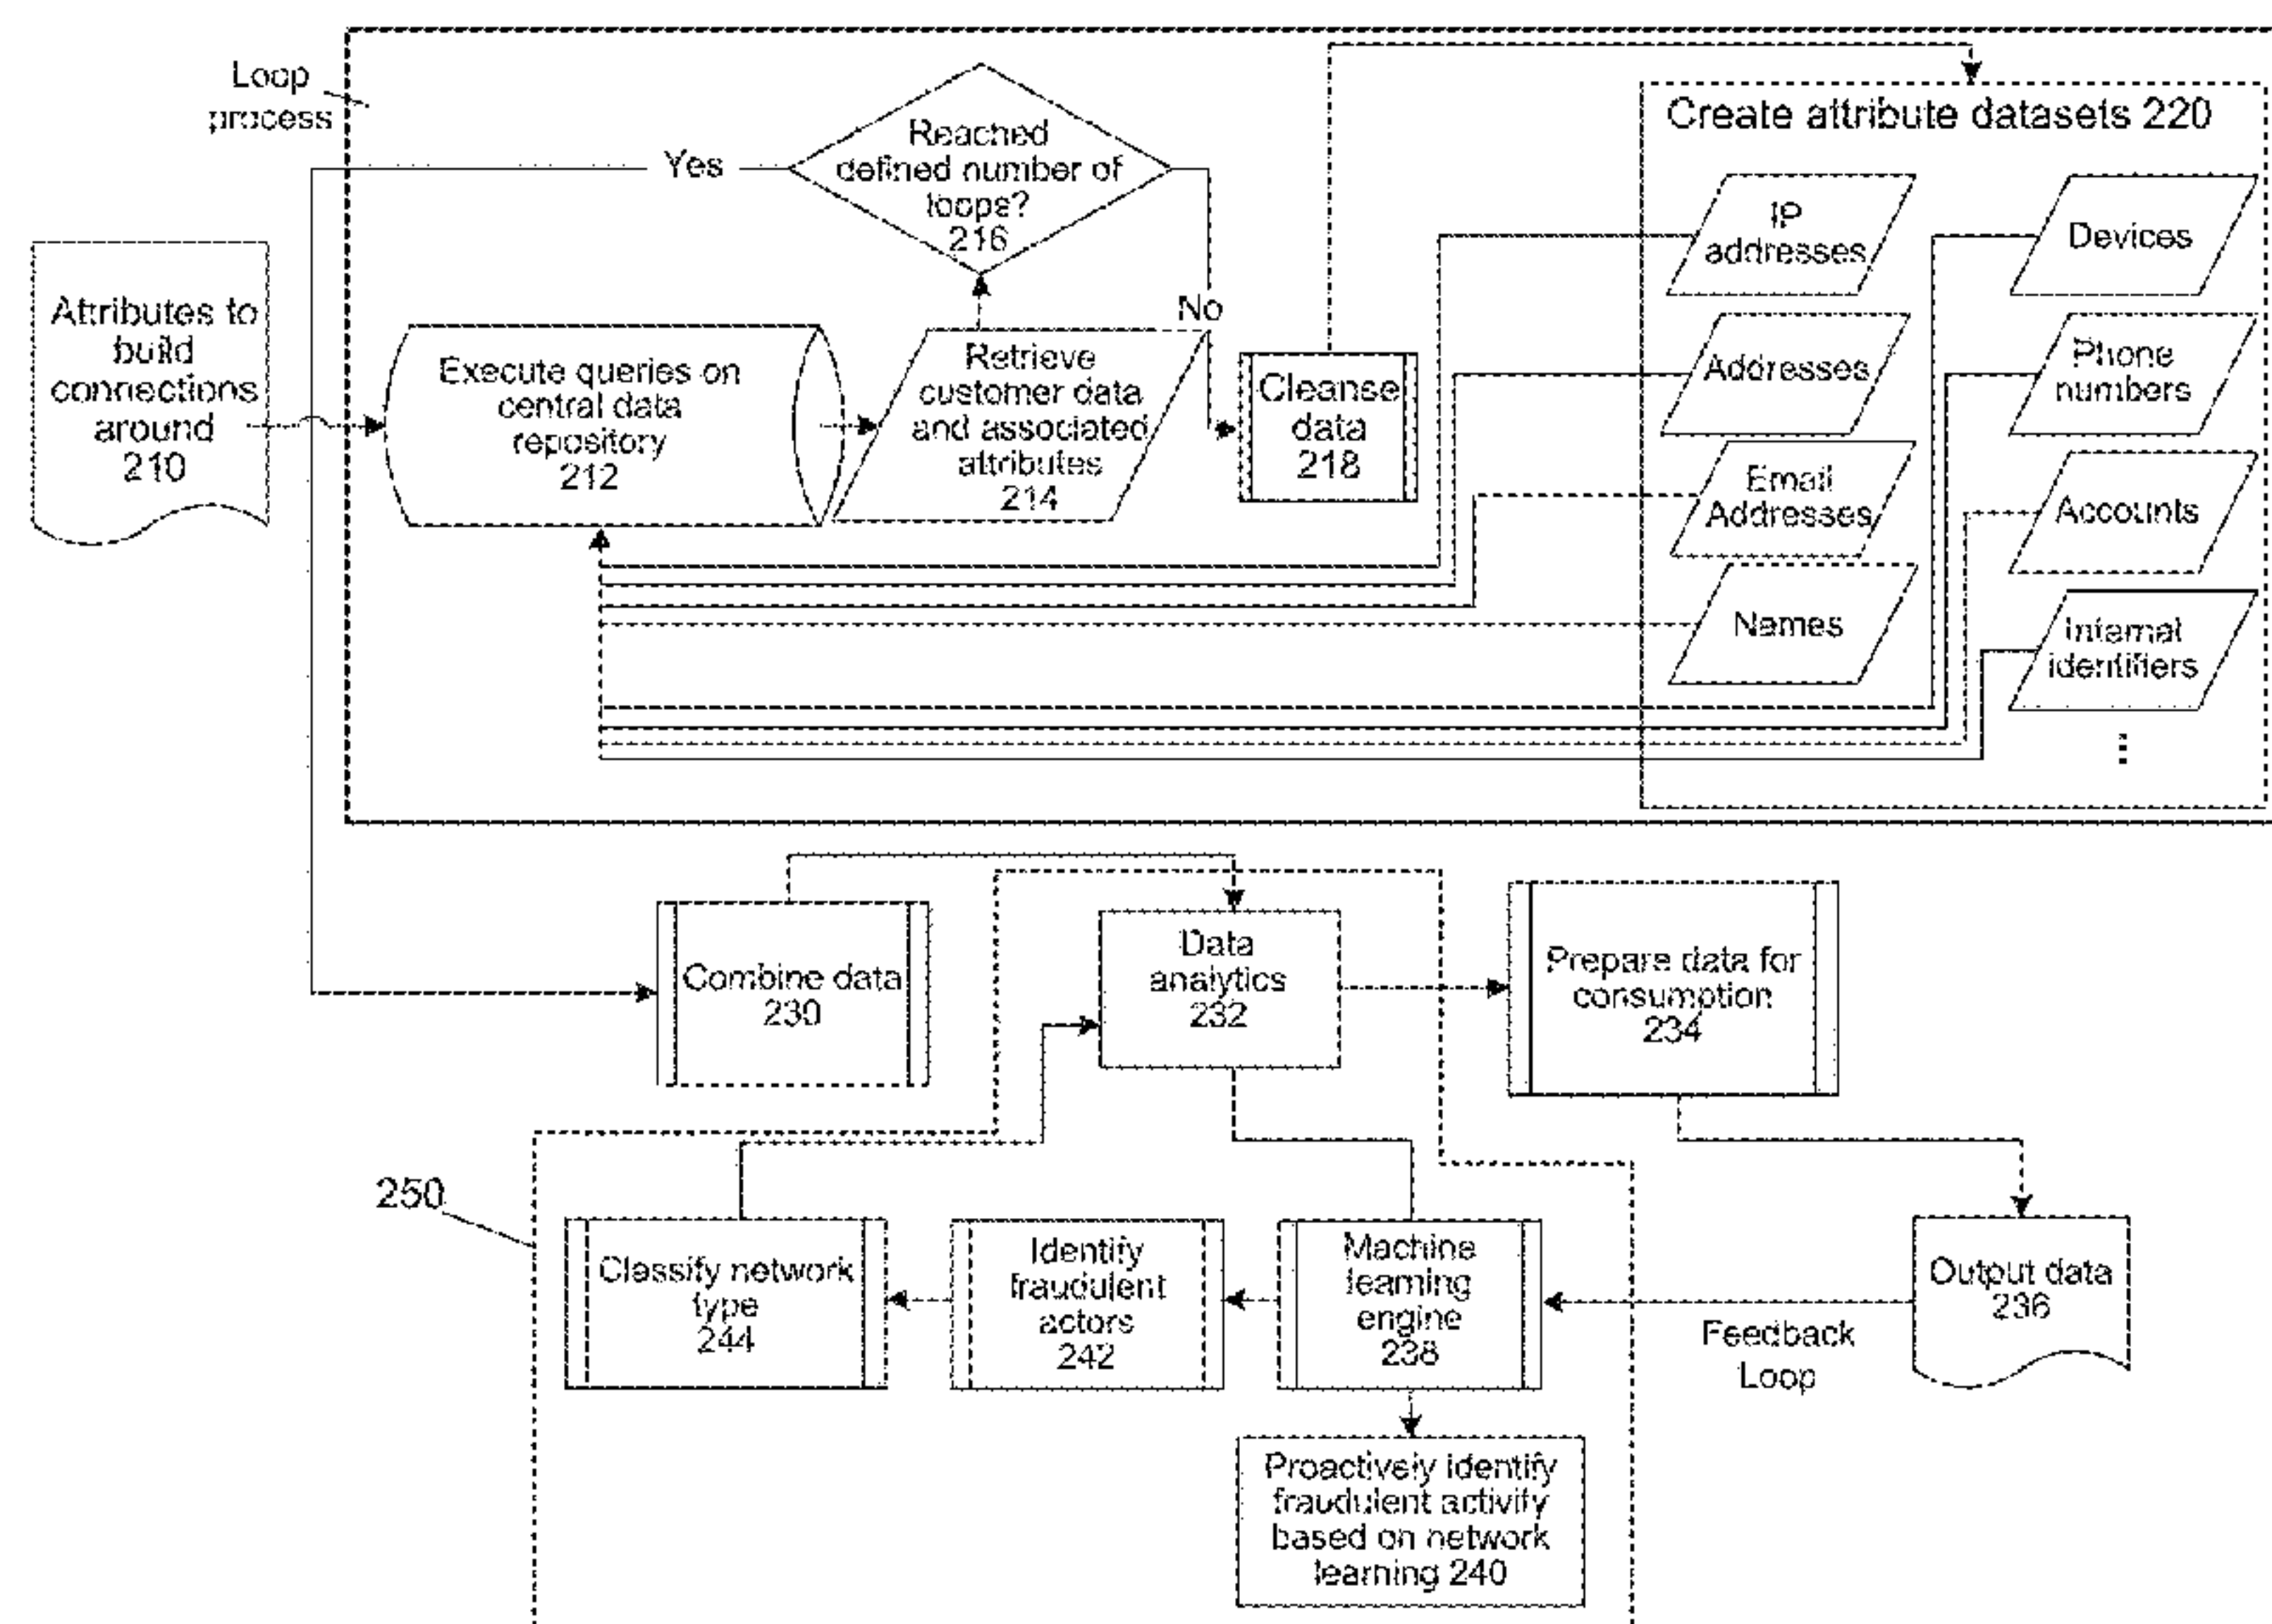 Loop
process
Reached
defined number of
loops?
216
Yes
No
Attributes to
build
connections
around
210
Execute queries on
central data
repository
212
Retrieve
customer data
and associated
attributes
214
Cleanse
data
218
Create attribute datasets 220
IP
addresses
Devices
Addresses
Phone
numbers
Email
Addresses
Accounts
Names
Internal
identifiers
Combine data
230
Data
analytics
232
Prepare data for
consumption
234
250
Classify network
type
244
Identify
fraudulent
actors
242
Machine
learning
engine
238
Feedback
Loop
Output data
236
Proactively identify
fraudulent activity
based on network
learning 240